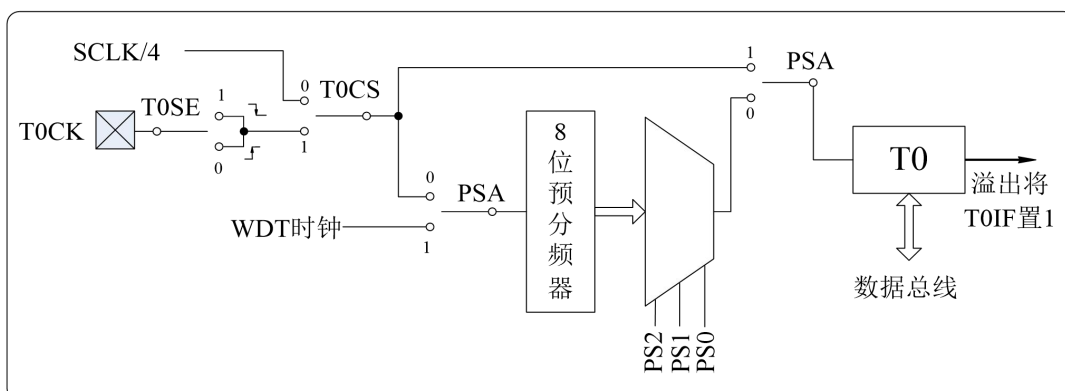 SCLK/4
T0CK
T0SE
1
0
0
1
T0CS
0
1
PSA
WDT时钟
8位预分频器
PS2
PS1
PS0
1
0
PSA
T0
溢出将
T0IF置1
数据总线